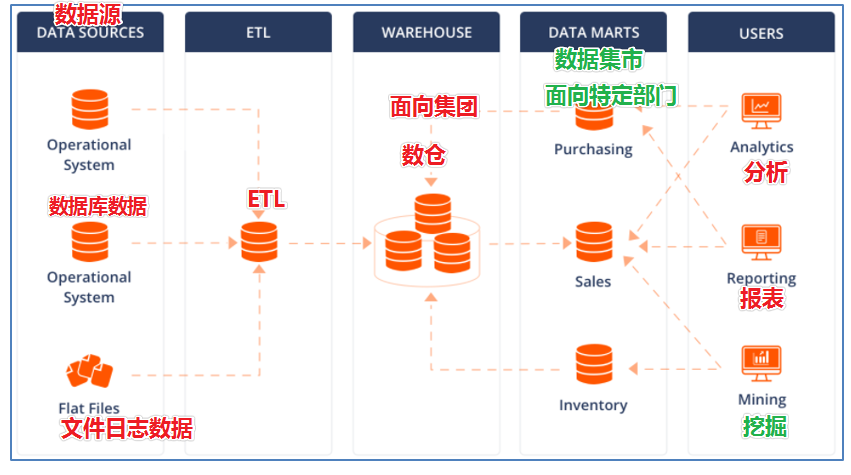 数据源
DATA SOURCES
ETL
WAREHOUSE
DATA MARTS
USERS
数据集市
面向特定部门
面向集团
数仓
Operational
System
Purchasing
Analytics
分析
数据库数据
ETL
Operational
System
Sales
Reporting
报表
Flat Files
文件日志数据
Inventory
Mining
挖掘